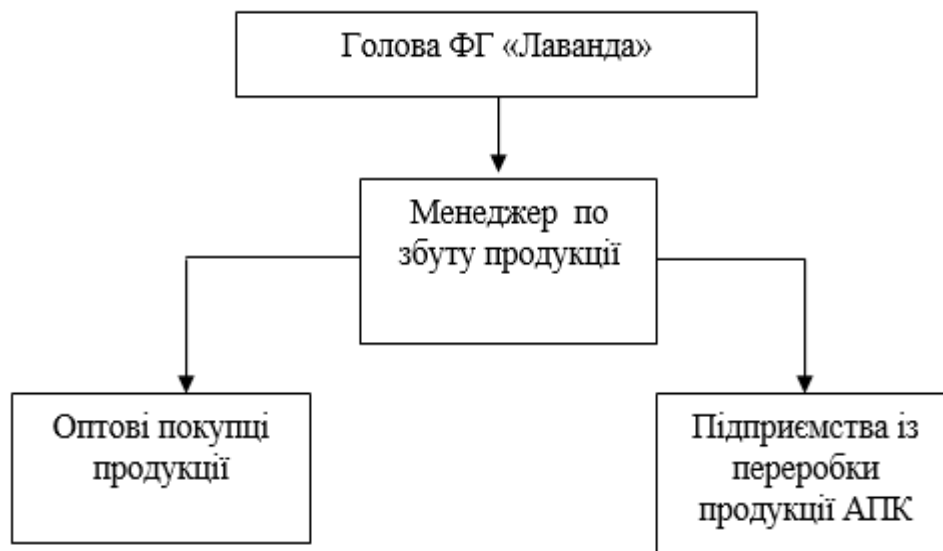 Голова ФГ «Лаванда»
Менеджер по
збуту продукції
Оптові покупці
продукції
Підприємства із
переробки
продукції АПК